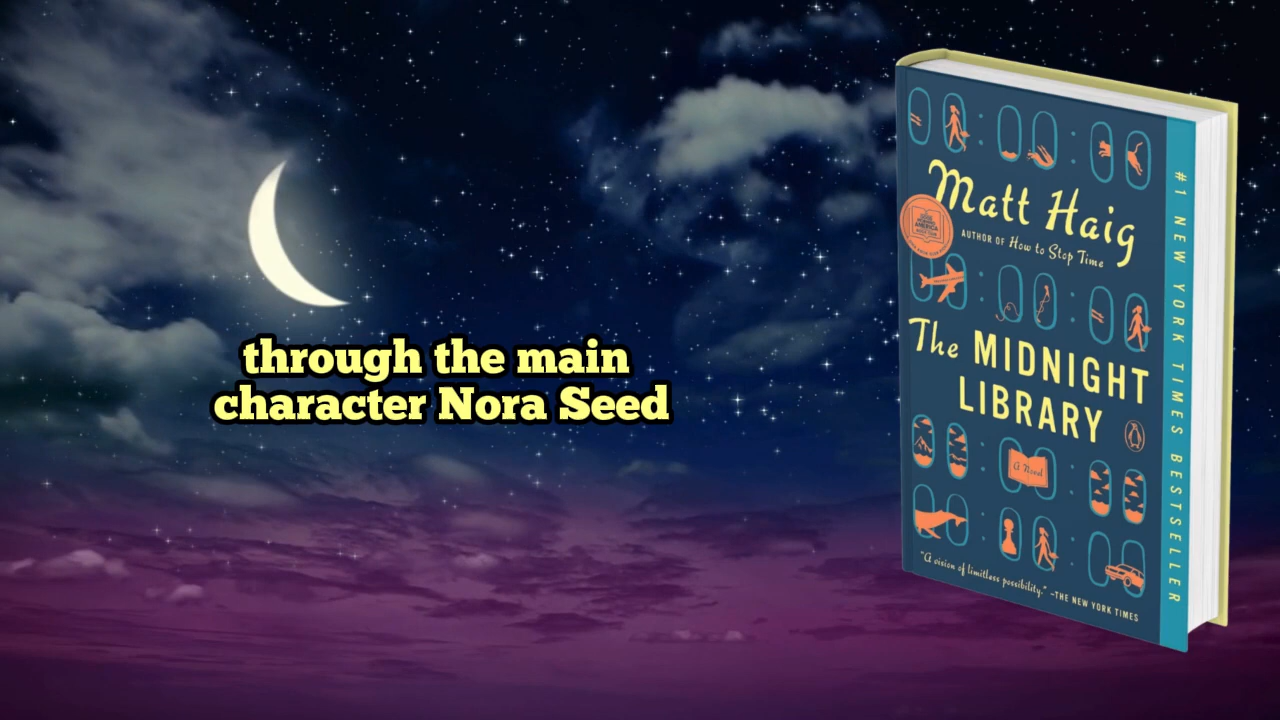 through the main
character Nora Seed
Matt Haig
AUTHOR OF How to Stop Time
The MIDNIGHT
LIBRARY
A Novel
"A vision of limitless possibility." —THE NEW YORK TIMES
#1 NEW YORK TIMES BESTSELLER